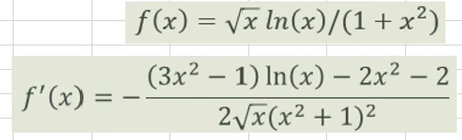 f(x) = √x ln(x)/(1 + x²)
f′(x) = − (3x² − 1) ln(x) − 2x² − 2 / 2√x(x² + 1)²